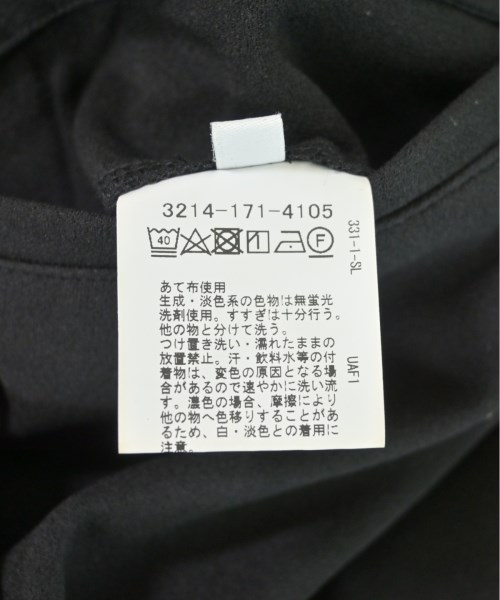 3214-171-4105
40 F
あて布使用
生成・淡色系の色物は無蛍光
洗剤使用。すすぎは十分行う。
他の物と分けて洗う。
つけ置き洗い・濡れたままの
放置禁止。汗・飲料水等の付
着物は、変色の原因となる場
合があるので速やかに洗い流
す。濃色の場合、摩擦により
他の物へ色移りすることがあ
るため、白・淡色との着用に
注意。
331-1-SL
UAF1